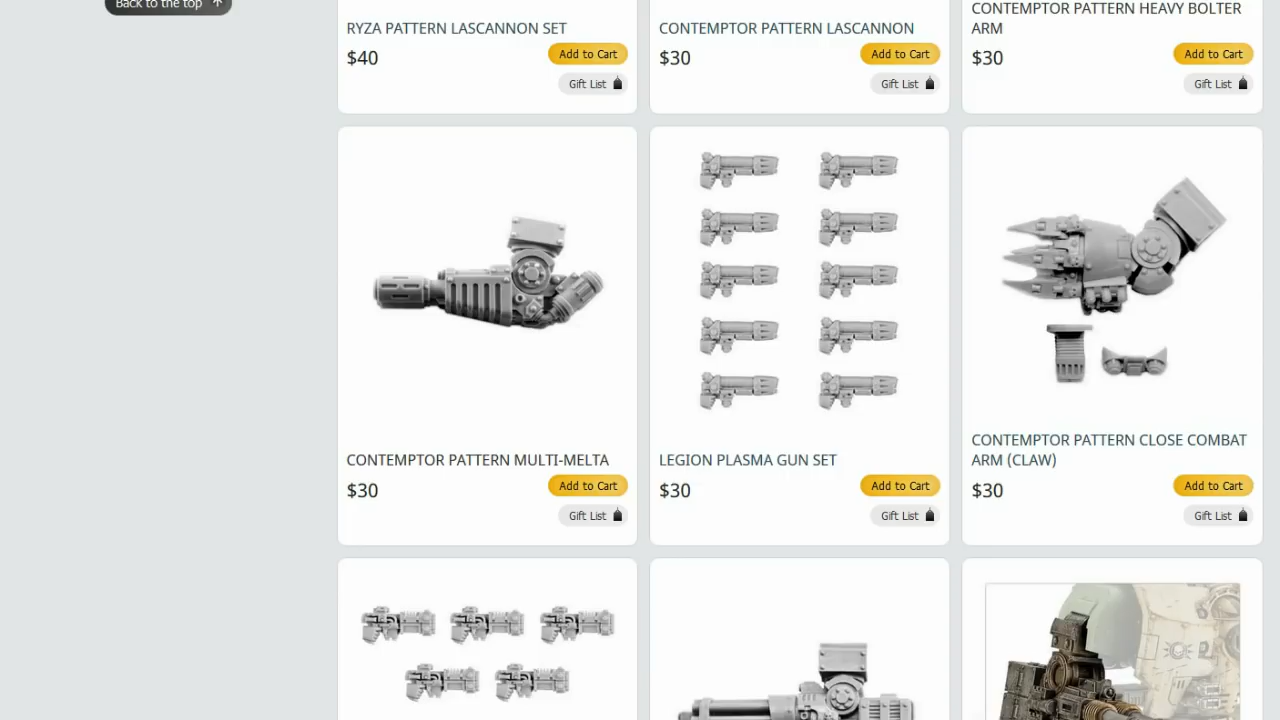 Back to the top
RYZA PATTERN LASCANNON SET
$40
Add to Cart
Gift List
CONTEMPTOR PATTERN LASCANNON
$30
Add to Cart
Gift List
CONTEMPTOR PATTERN HEAVY BOLTER
ARM
$30
Add to Cart
Gift List
CONTEMPTOR PATTERN MULTI-MELTA
$30
Add to Cart
Gift List
LEGION PLASMA GUN SET
$30
Add to Cart
Gift List
CONTEMPTOR PATTERN CLOSE COMBAT
ARM (CLAW)
$30
Add to Cart
Gift List